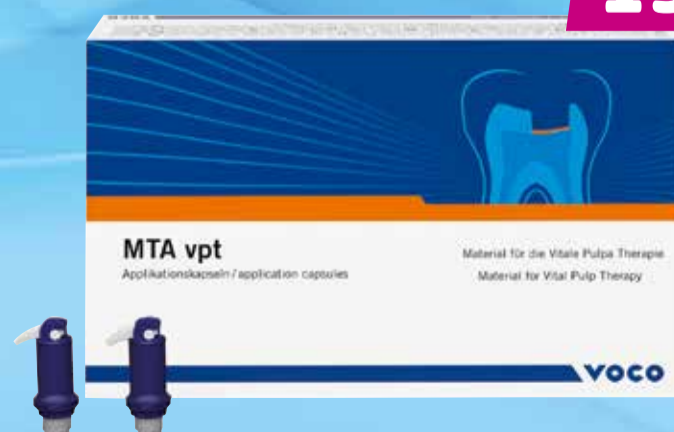 MTA vpt
Applikationskapseln / application capsules
Material für die Vitale Pulpa Therapie
Material for Vital Pulp Therapy
VOCO